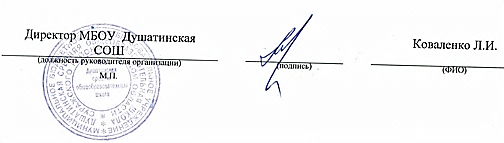 Директор МБОУ Душатинская
СОШ
(должность руководителя организации)
М.П.
(подпись)
Коваленко Л.И.
(ФИО)